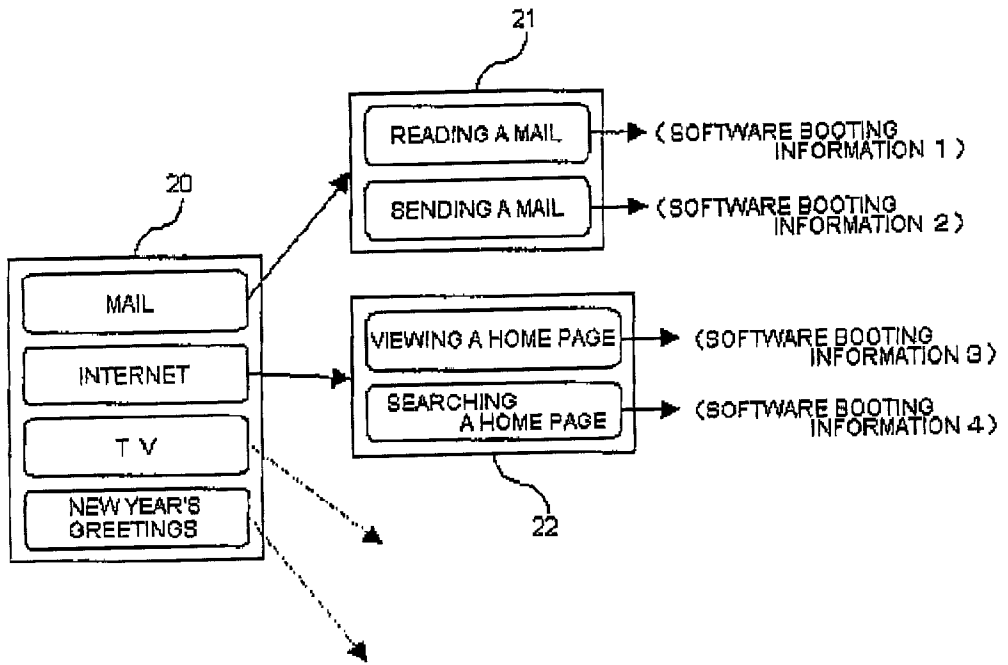 21
READING A MAIL
(SOFTWARE BOOTING
INFORMATION 1)
SENDING A MAIL
(SOFTWARE BOOTING
INFORMATION 2)
20
MAIL
INTERNET
TV
NEW YEAR'S
GREETINGS
VIEWING A HOME PAGE
(SOFTWARE BOOTING
INFORMATION 3)
SEARCHING
A HOME PAGE
(SOFTWARE BOOTING
INFORMATION 4)
22